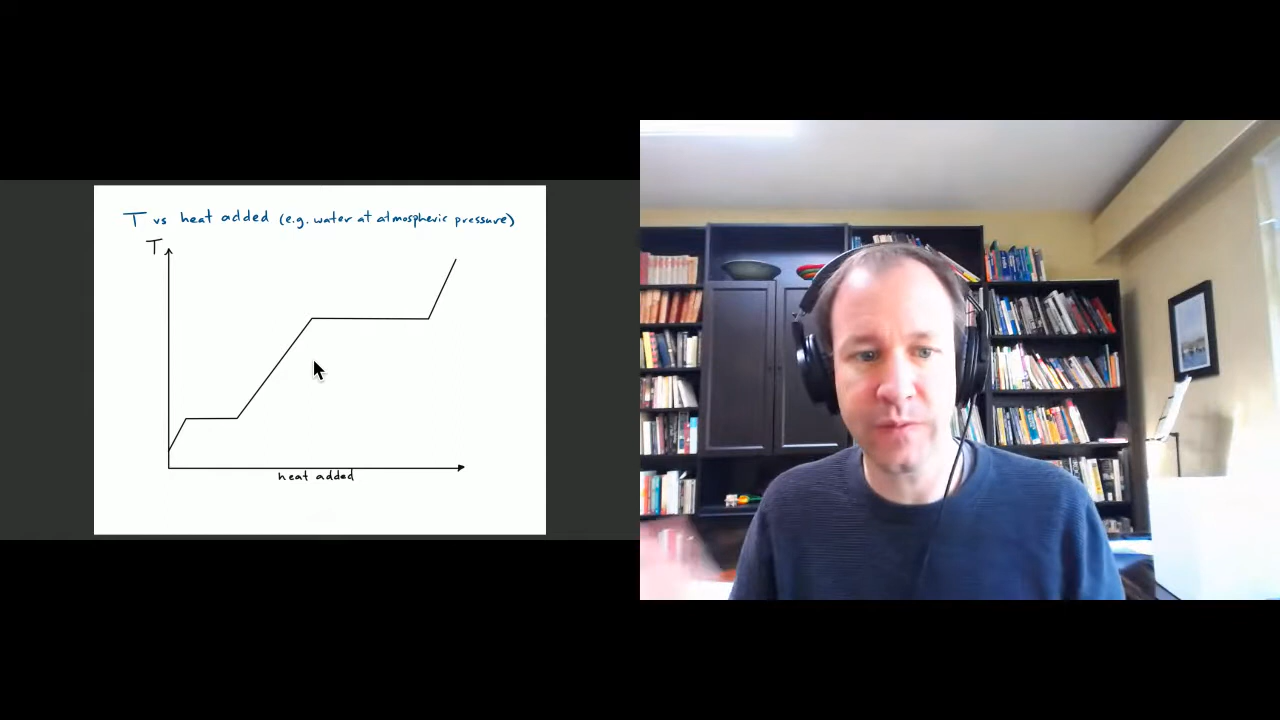 T vs heat added (e.g. water at atmospheric pressure)
T
heat added